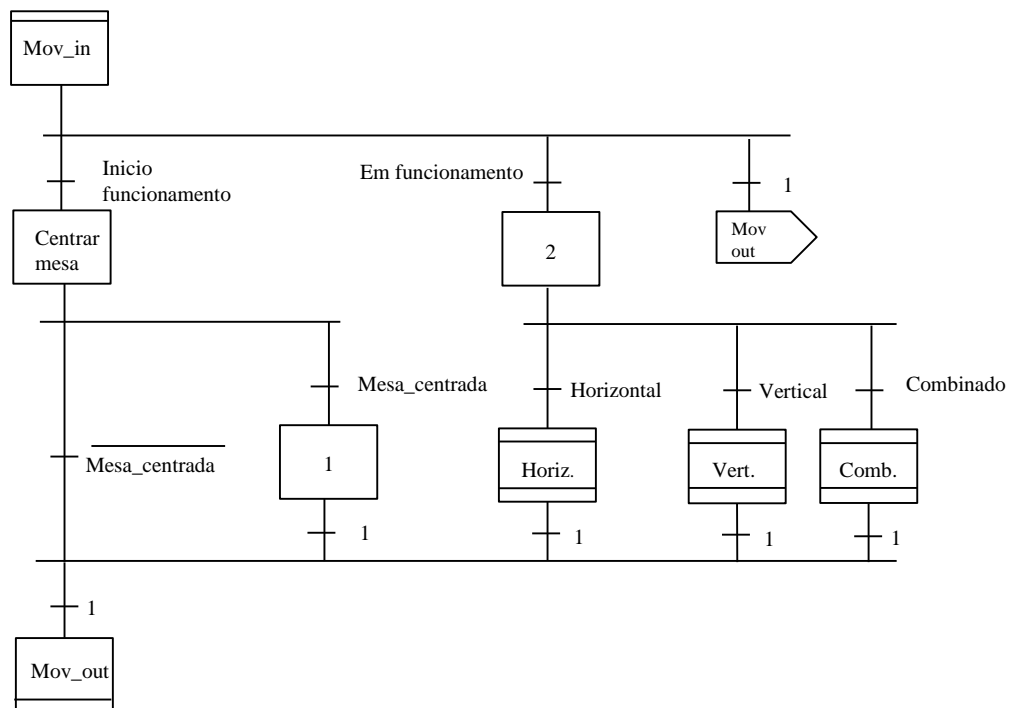 Mov_in
Inicio
funcionamento
Em funcionamento
1
Centrar
mesa
2
Mov
out
Mesa_centrada
Horizontal
Vertical
Combinado
Mesa_centrada
1
Horiz.
Vert.
Comb.
1
1
1
1
1
Mov_out